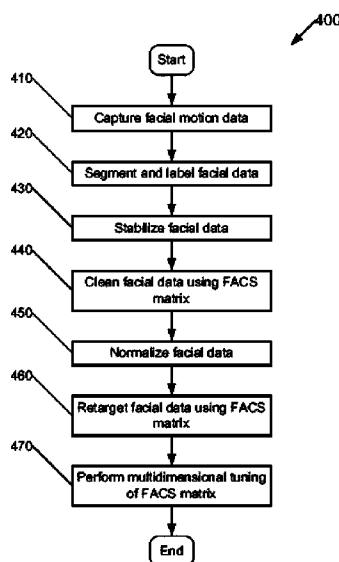 400
Start
410
Capture facial motion data
420
Segment and label facial data
430
Stabilize facial data
440
Clean facial data using FACS
matrix
450
Normalize facial data
460
Retarget facial data using FACS
matrix
470
Perform multidimensional tuning
of FACS matrix
End